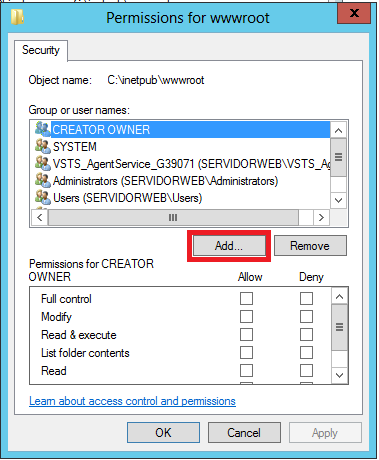 Permissions for wwwroot
x
Security
Object name: C:\inetpub\wwwroot
Group or user names:
CREATOR OWNER
SYSTEM
VSTS_AgentService_G39071 (SERVIDORWEB\VSTS_Ag
Administrators (SERVIDORWEB\Administrators)
Users (SERVIDORWEB\Users)
Add... Remove
Permissions for CREATOR
OWNER Allow Deny
Full control
Modify
Read & execute
List folder contents
Read
Learn about access control and permissions
OK Cancel Apply